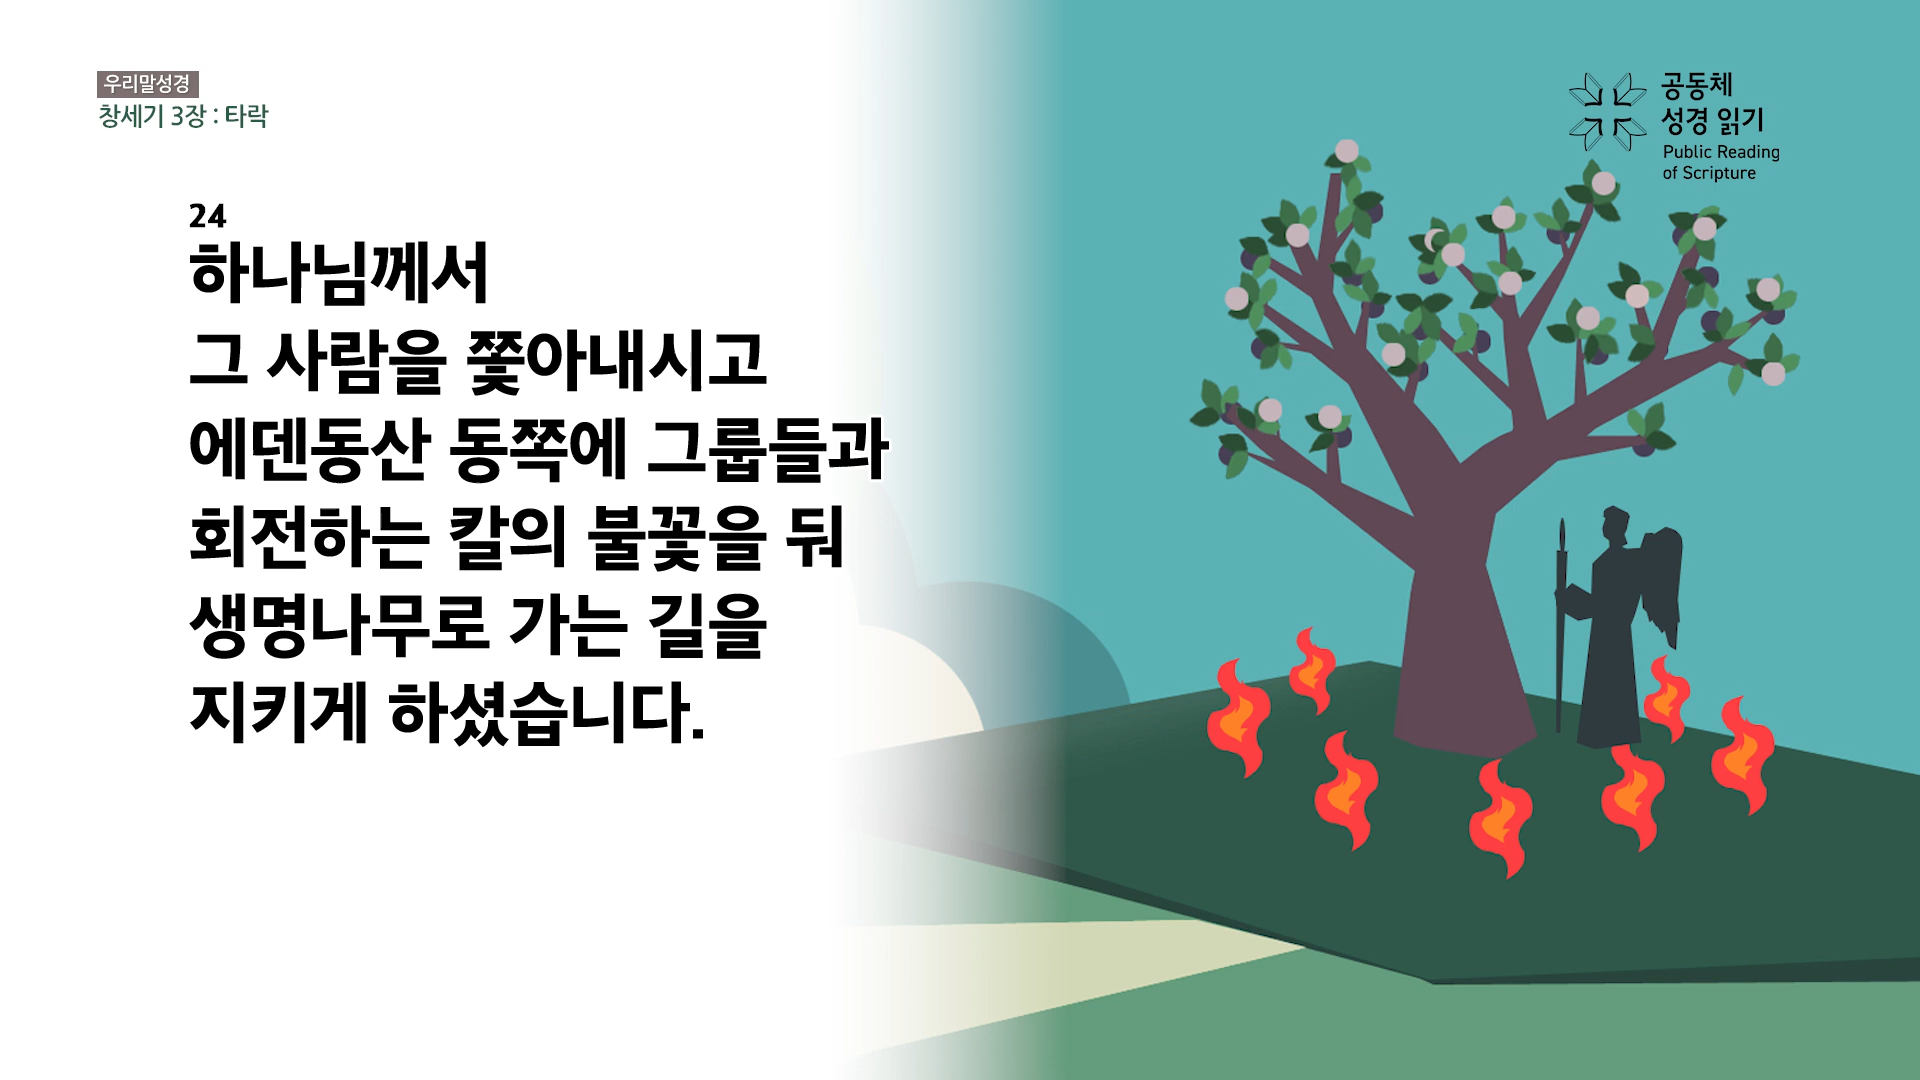 우리말성경
창세기 3장 : 타락
공동체
성경 읽기
Public Reading
of Scripture
24
하나님께서
그 사람을 쫓아내시고
에덴동산 동쪽에 그룹들과
회전하는 칼의 불꽃을 둬
생명나무로 가는 길을
지키게 하셨습니다.